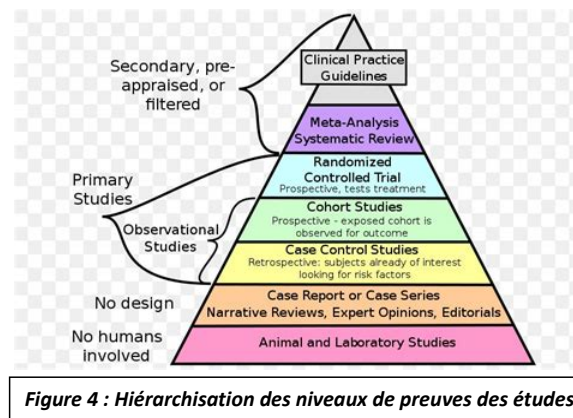 Clinical Practice
Guidelines
Secondary, pre-
appraised, or
filtered
Meta-Analysis
Systematic Review
Randomized
Controlled Trial
Prospective, tests treatment
Primary
Studies
Observational
Studies
Cohort Studies
Prospective - exposed cohort is
observed for outcome
Case Control Studies
Retrospective: subjects already of interest
looking for risk factors
No design
Case Report or Case Series
Narrative Reviews, Expert Opinions, Editorials
No humans
involved
Animal and Laboratory Studies
Figure 4 : Hiérarchisation des niveaux de preuves des études